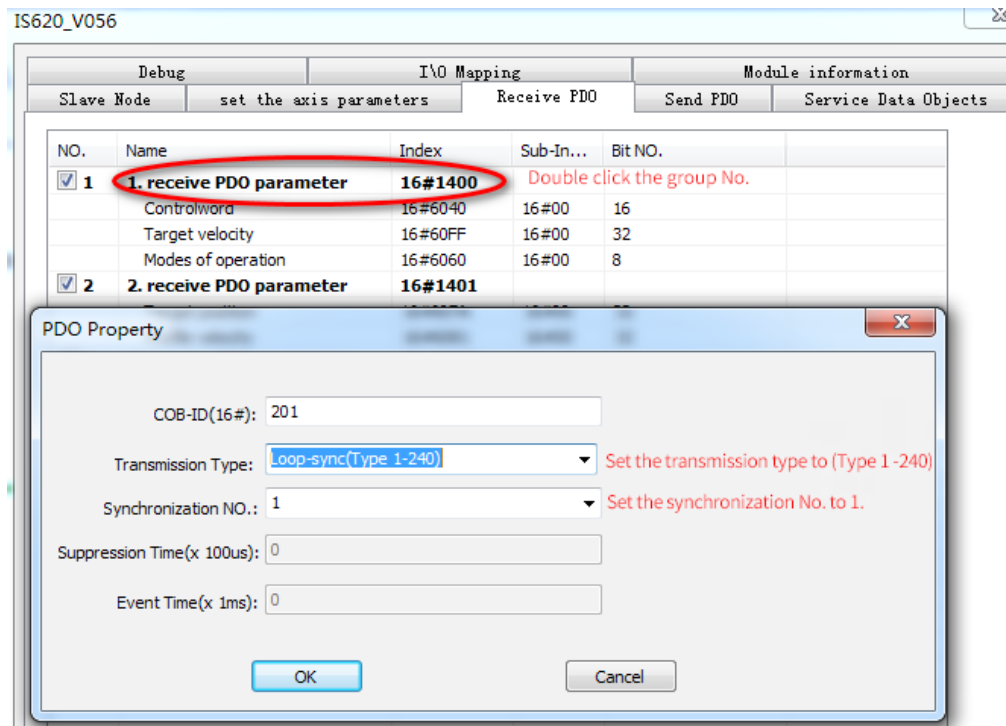 IS620_V056
Debug I\O Mapping Module information
Slave Node set the axis parameters Receive PDO Send PDO Service Data Objects
NO. Name Index Sub-In... Bit NO.
1 1. receive PDO parameter 16#1400 Double click the group No.
Controlword 16#6040 16#00 16
Target velocity 16#60FF 16#00 32
Modes of operation 16#6060 16#00 8
2 2. receive PDO parameter 16#1401
PDO Property
COB-ID(16#): 201
Transmission Type: Loop-sync(Type 1-240) Set the transmission type to (Type 1-240)
Synchronization NO.: 1 Set the synchronization No. to 1.
Suppression Time(x 100us): 0
Event Time(x 1ms): 0
OK Cancel